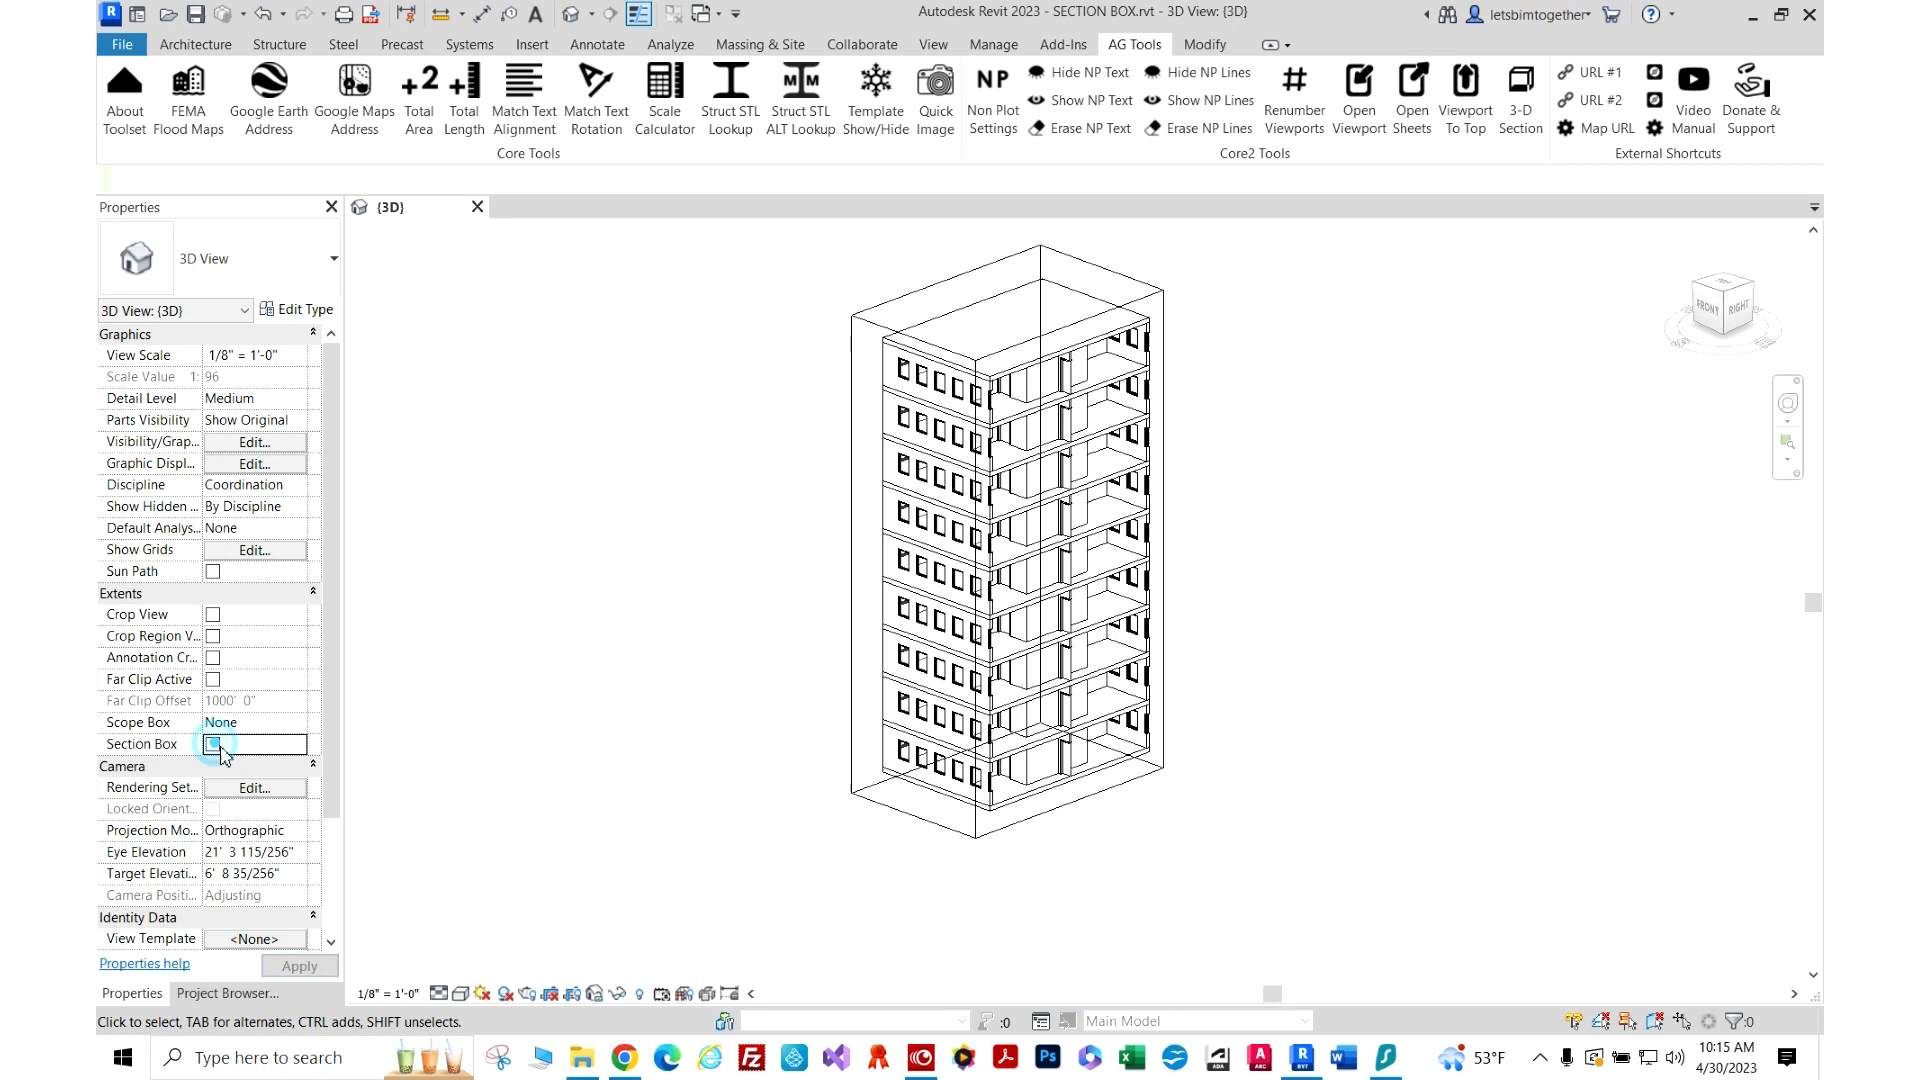 Autodesk Revit 2023 - SECTION BOX.rvt - 3D View: {3D}
letsbimtogether
File Architecture Structure Steel Precast Systems Insert Annotate Analyze Massing & Site Collaborate View Manage Add-Ins AG Tools Modify
About Toolset
FEMA Flood Maps
Google Earth Address
Google Maps Address
+2 Total Area
Total Length
Match Text Alignment
Match Text Rotation
Scale Calculator
Struct STL Lookup
Struct STL ALT Lookup
Template Show/Hide
Quick Image
Core Tools
NP
Non Plot Settings
Hide NP Text
Show NP Text
Erase NP Text
Hide NP Lines
Show NP Lines
Erase NP Lines
Renumber Viewports
Open Viewport
Open Sheets
Viewport To Top
3-D Section
Core2 Tools
URL #1
URL #2
Map URL
Video Manual
Donate & Support
External Shortcuts
Properties
{3D}
3D View
3D View: {3D}
Edit Type
Graphics
View Scale 1/8" = 1'-0"
Scale Value 1: 96
Detail Level Medium
Parts Visibility Show Original
Visibility/Grap... Edit...
Graphic Displ... Edit...
Discipline Coordination
Show Hidden ... By Discipline
Default Analys... None
Show Grids Edit...
Sun Path
Extents
Crop View
Crop Region V...
Annotation Cr...
Far Clip Active
Far Clip Offset 1000' 0"
Scope Box None
Section Box
Camera
Rendering Set... Edit...
Locked Orient...
Projection Mo... Orthographic
Eye Elevation 21' 3 115/256"
Target Elevati... 6' 8 35/256"
Camera Positi... Adjusting
Identity Data
View Template <None>
Properties help
Apply
Properties
Project Browser...
FRONT RIGHT
1/8" = 1'-0"
Click to select, TAB for alternates, CTRL adds, SHIFT unselects.
:0
Main Model
:0
Type here to search
53°F
10:15 AM
4/30/2023